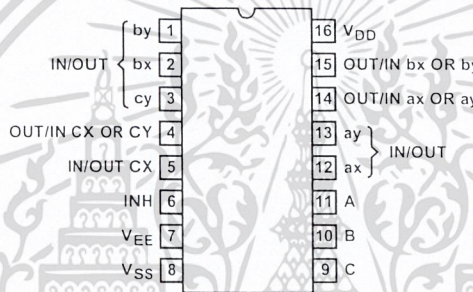 by 1
IN/OUT bx 2
cy 3
OUT/IN CX OR CY 4
IN/OUT CX 5
INH 6
VEE 7
VSS 8
16 VDD
15 OUT/IN bx OR by
14 OUT/IN ax OR ay
13 ay
IN/OUT
12 ax
11 A
10 B
9 C